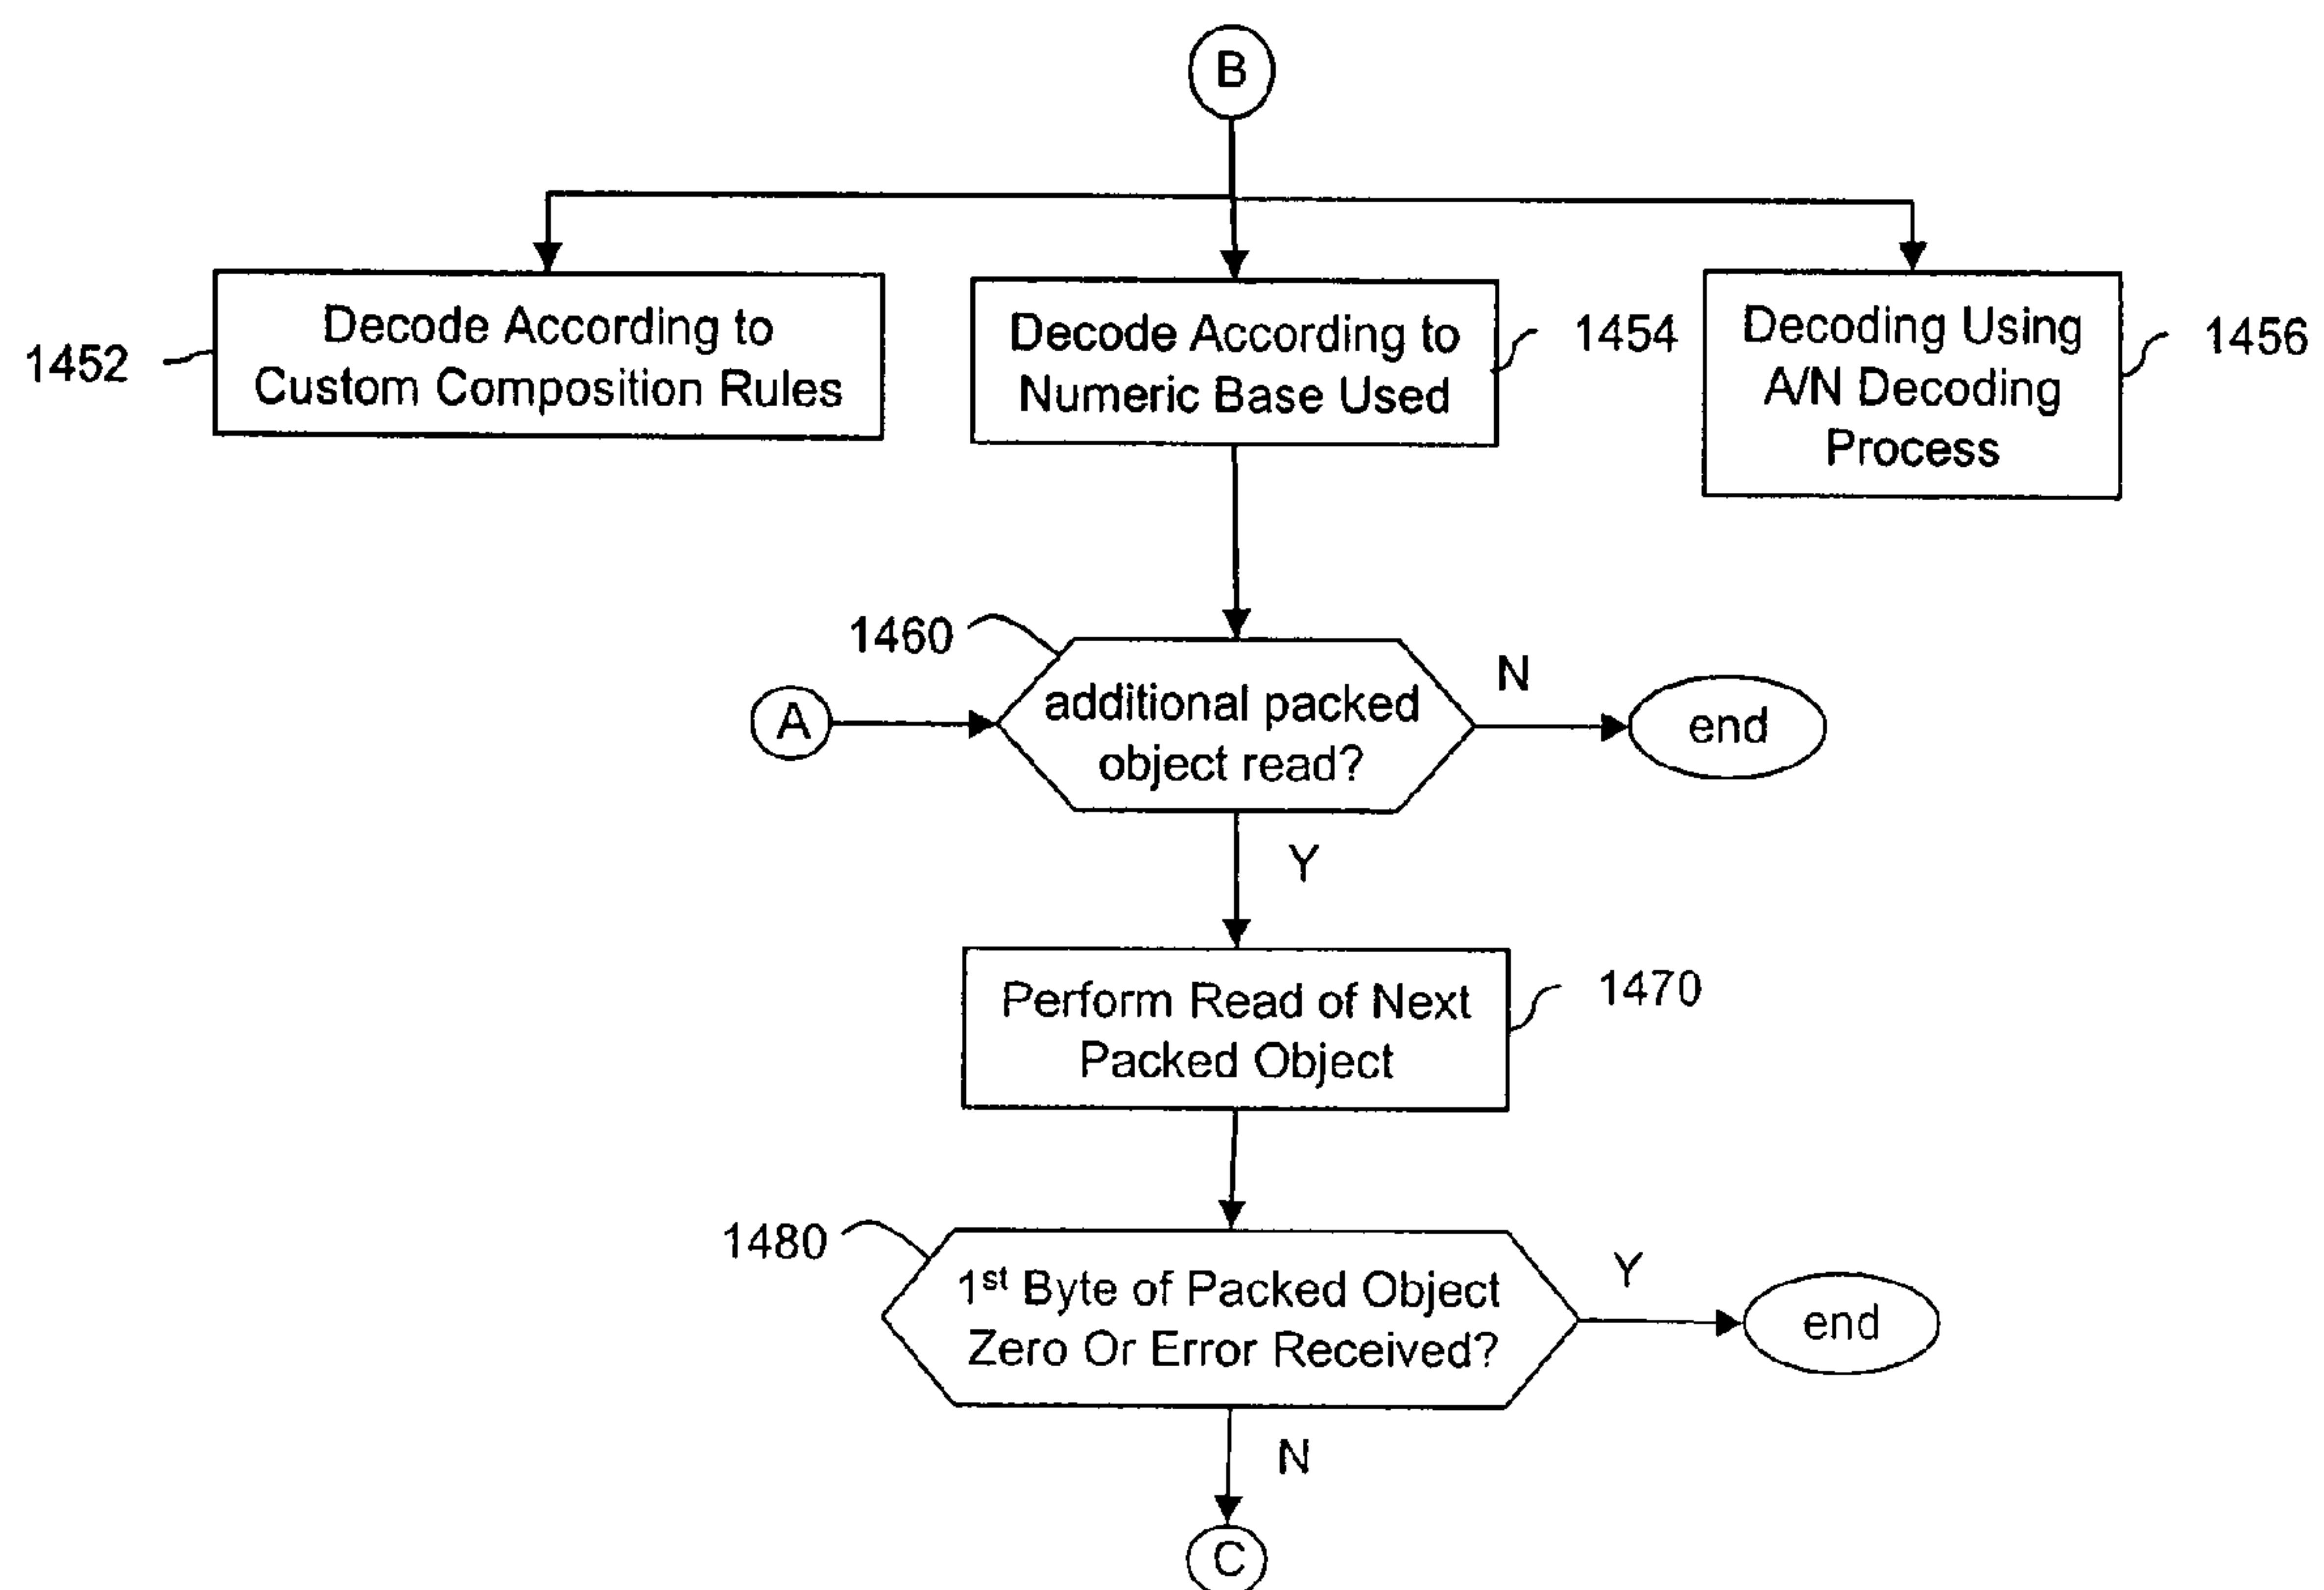 B
Decode According to
Custom Composition Rules
1452
Decode According to
Numeric Base Used
1454
Decoding Using
A/N Decoding
Process
1456
1460
A
additional packed
object read?
N
end
Y
Perform Read of Next
Packed Object
1470
1480
1st Byte of Packed Object
Zero Or Error Received?
Y
end
N
C